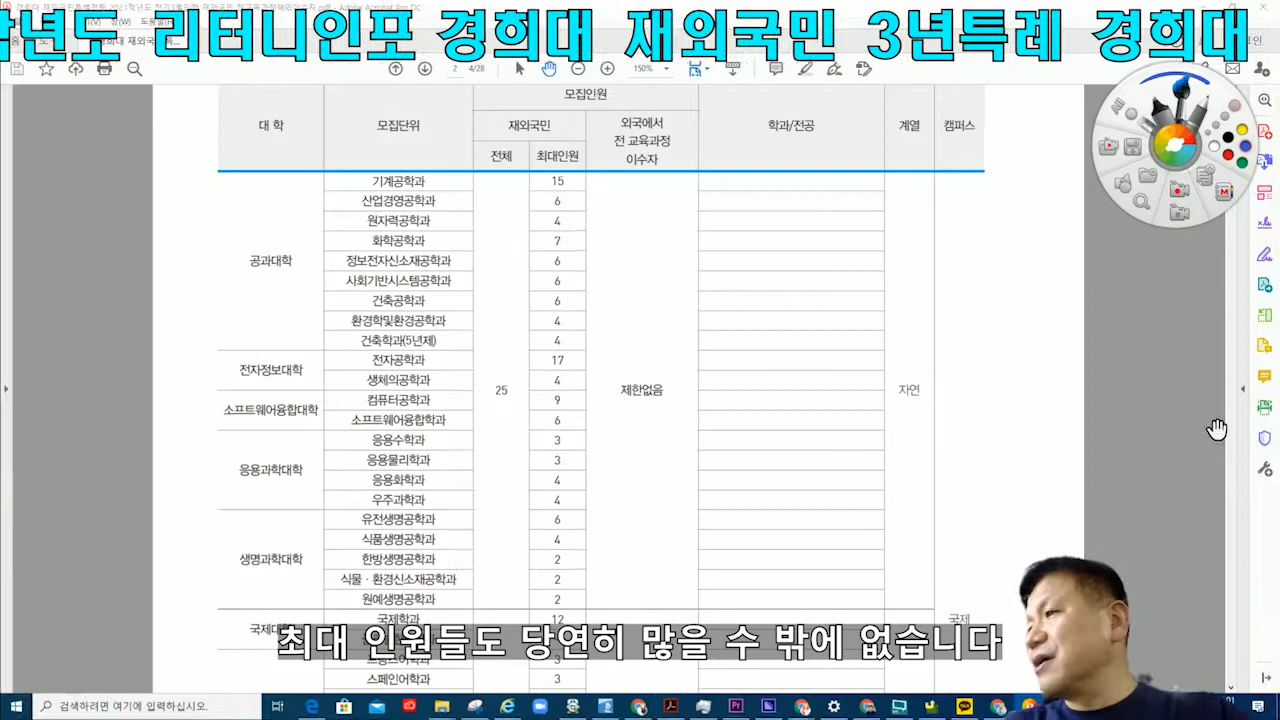 년도 리터니인포 경희대 재외국민 3년특례 경희대
2 4/28 150%
모집인원
대 학 모집단위 재외국민 외국에서 전 교육과정 이수자 학과/전공 계열 캠퍼스
전체 최대인원
기계공학과 15
산업경영공학과 6
원자력공학과 4
화학공학과 7
공과대학 정보전자신소재공학과 6
사회기반시스템공학과 6
건축공학과 6
환경학및환경공학과 4
건축학과(5년제) 4
전자정보대학 전자공학과 17
생체의공학과 4
25 제한없음 자연
소프트웨어융합대학 컴퓨터공학과 9
소프트웨어융합학과 6
응용과학대학 응용수학과 3
응용물리학과 3
응용화학과 4
우주과학과 4
생명과학대학 유전생명공학과 6
식품생명공학과 4
한방생명공학과 2
식물·환경신소재공학과 2
원예생명공학과 2
국제학과 12 국제
최대 인원들도 당연히 많을 수 밖에 없습니다
스페인어학과 3
검색하려면 여기에 입력하십시오.